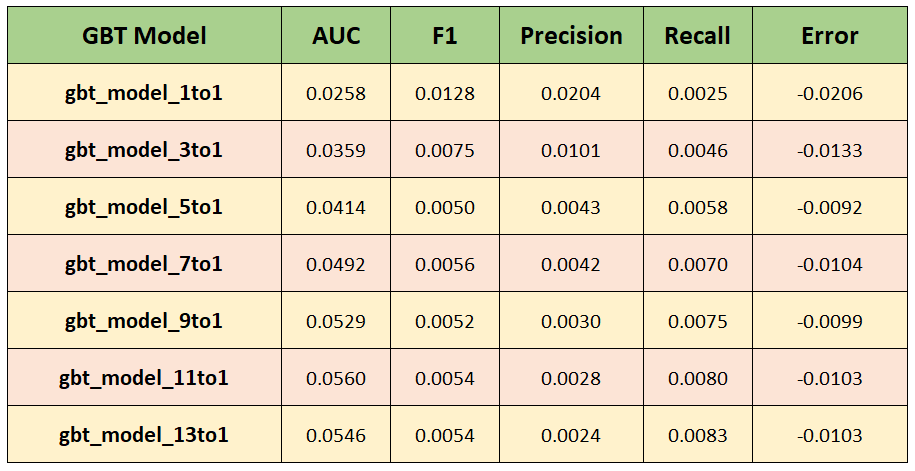 GBT Model AUC F1 Precision Recall Error
gbt_model_1to1 0.0258 0.0128 0.0204 0.0025 -0.0206
gbt_model_3to1 0.0359 0.0075 0.0101 0.0046 -0.0133
gbt_model_5to1 0.0414 0.0050 0.0043 0.0058 -0.0092
gbt_model_7to1 0.0492 0.0056 0.0042 0.0070 -0.0104
gbt_model_9to1 0.0529 0.0052 0.0030 0.0075 -0.0099
gbt_model_11to1 0.0560 0.0054 0.0028 0.0080 -0.0103
gbt_model_13to1 0.0546 0.0054 0.0024 0.0083 -0.0103